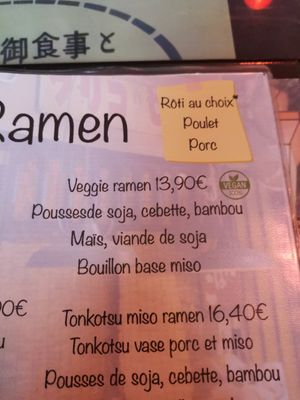 御食事と
Ramen
Roti au choix*
Poulet
Porc
Veggie ramen 13,90€
VEGAN
Poussesde soja, cebette, bambou
Maïs, viande de soja
Bouillon base miso
0€
Tonkotsu miso ramen 16,40€
Tonkotsu vase porc et miso
Pousses de soja, cebette, bambou